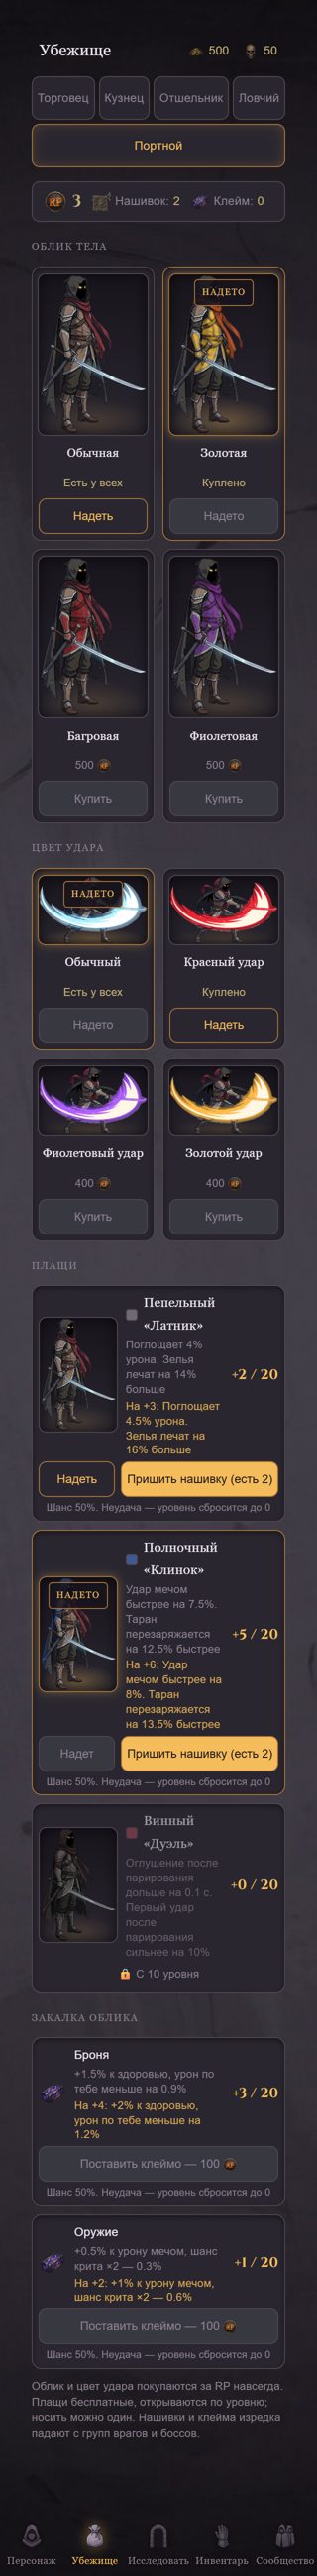 Убежище 500 50
Торговец Кузнец Отшельник Ловчий
Портной
RP 3 Нашивок: 2 Клейм: 0
ОБЛИК ТЕЛА
НАДЕТО
Обычная Золотая
Есть у всех Куплено
Надеть Надето
Багровая Фиолетовая
500 RP 500 RP
Купить Купить
ЦВЕТ УДАРА
НАДЕТО
Обычный Красный удар
Есть у всех Куплено
Надето Надеть
Фиолетовый удар Золотой удар
400 RP 400 RP
Купить Купить
ПЛАЩИ
Пепельный
«Латник»
Поглощает 4%
урона. Зелья
лечат на 14%
больше
+2 / 20
На +3: Поглощает
4.5% урона.
Зелья лечат на
16% больше
Надеть Пришить нашивку (есть 2)
Шанс 50%. Неудача — уровень сбросится до 0
НАДЕТО
Полночный
«Клинок»
Удар мечом
быстрее на 7.5%.
Таран
перезаряжается
на 12.5% быстрее
+5 / 20
На +6: Удар
мечом быстрее на
8%. Таран
перезаряжается
на 13.5% быстрее
Надет Пришить нашивку (есть 2)
Шанс 50%. Неудача — уровень сбросится до 0
Винный
«Дуэль»
Оглушение после
парирования
дольше на 0.1 с.
Первый удар
после
парирования
сильнее на 10%
+0 / 20
С 10 уровня
ЗАКАЛКА ОБЛИКА
Броня
+1.5% к здоровью, урон по
тебе меньше на 0.9%
+3 / 20
На +4: +2% к здоровью,
урон по тебе меньше на
1.2%
Поставить клеймо — 100 RP
Шанс 50%. Неудача — уровень сбросится до 0
Оружие
+0.5% к урону мечом, шанс
крита ×2 — 0.3%
+1 / 20
На +2: +1% к урону мечом,
шанс крита ×2 — 0.6%
Поставить клеймо — 100 RP
Шанс 50%. Неудача — уровень сбросится до 0
Облик и цвет удара покупаются за RP навсегда.
Плащи бесплатные, открываются по уровню;
носить можно один. Нашивки и клейма изредка
падают с групп врагов и боссов.
Персонаж Убежище Исследовать Инвентарь Сообщество